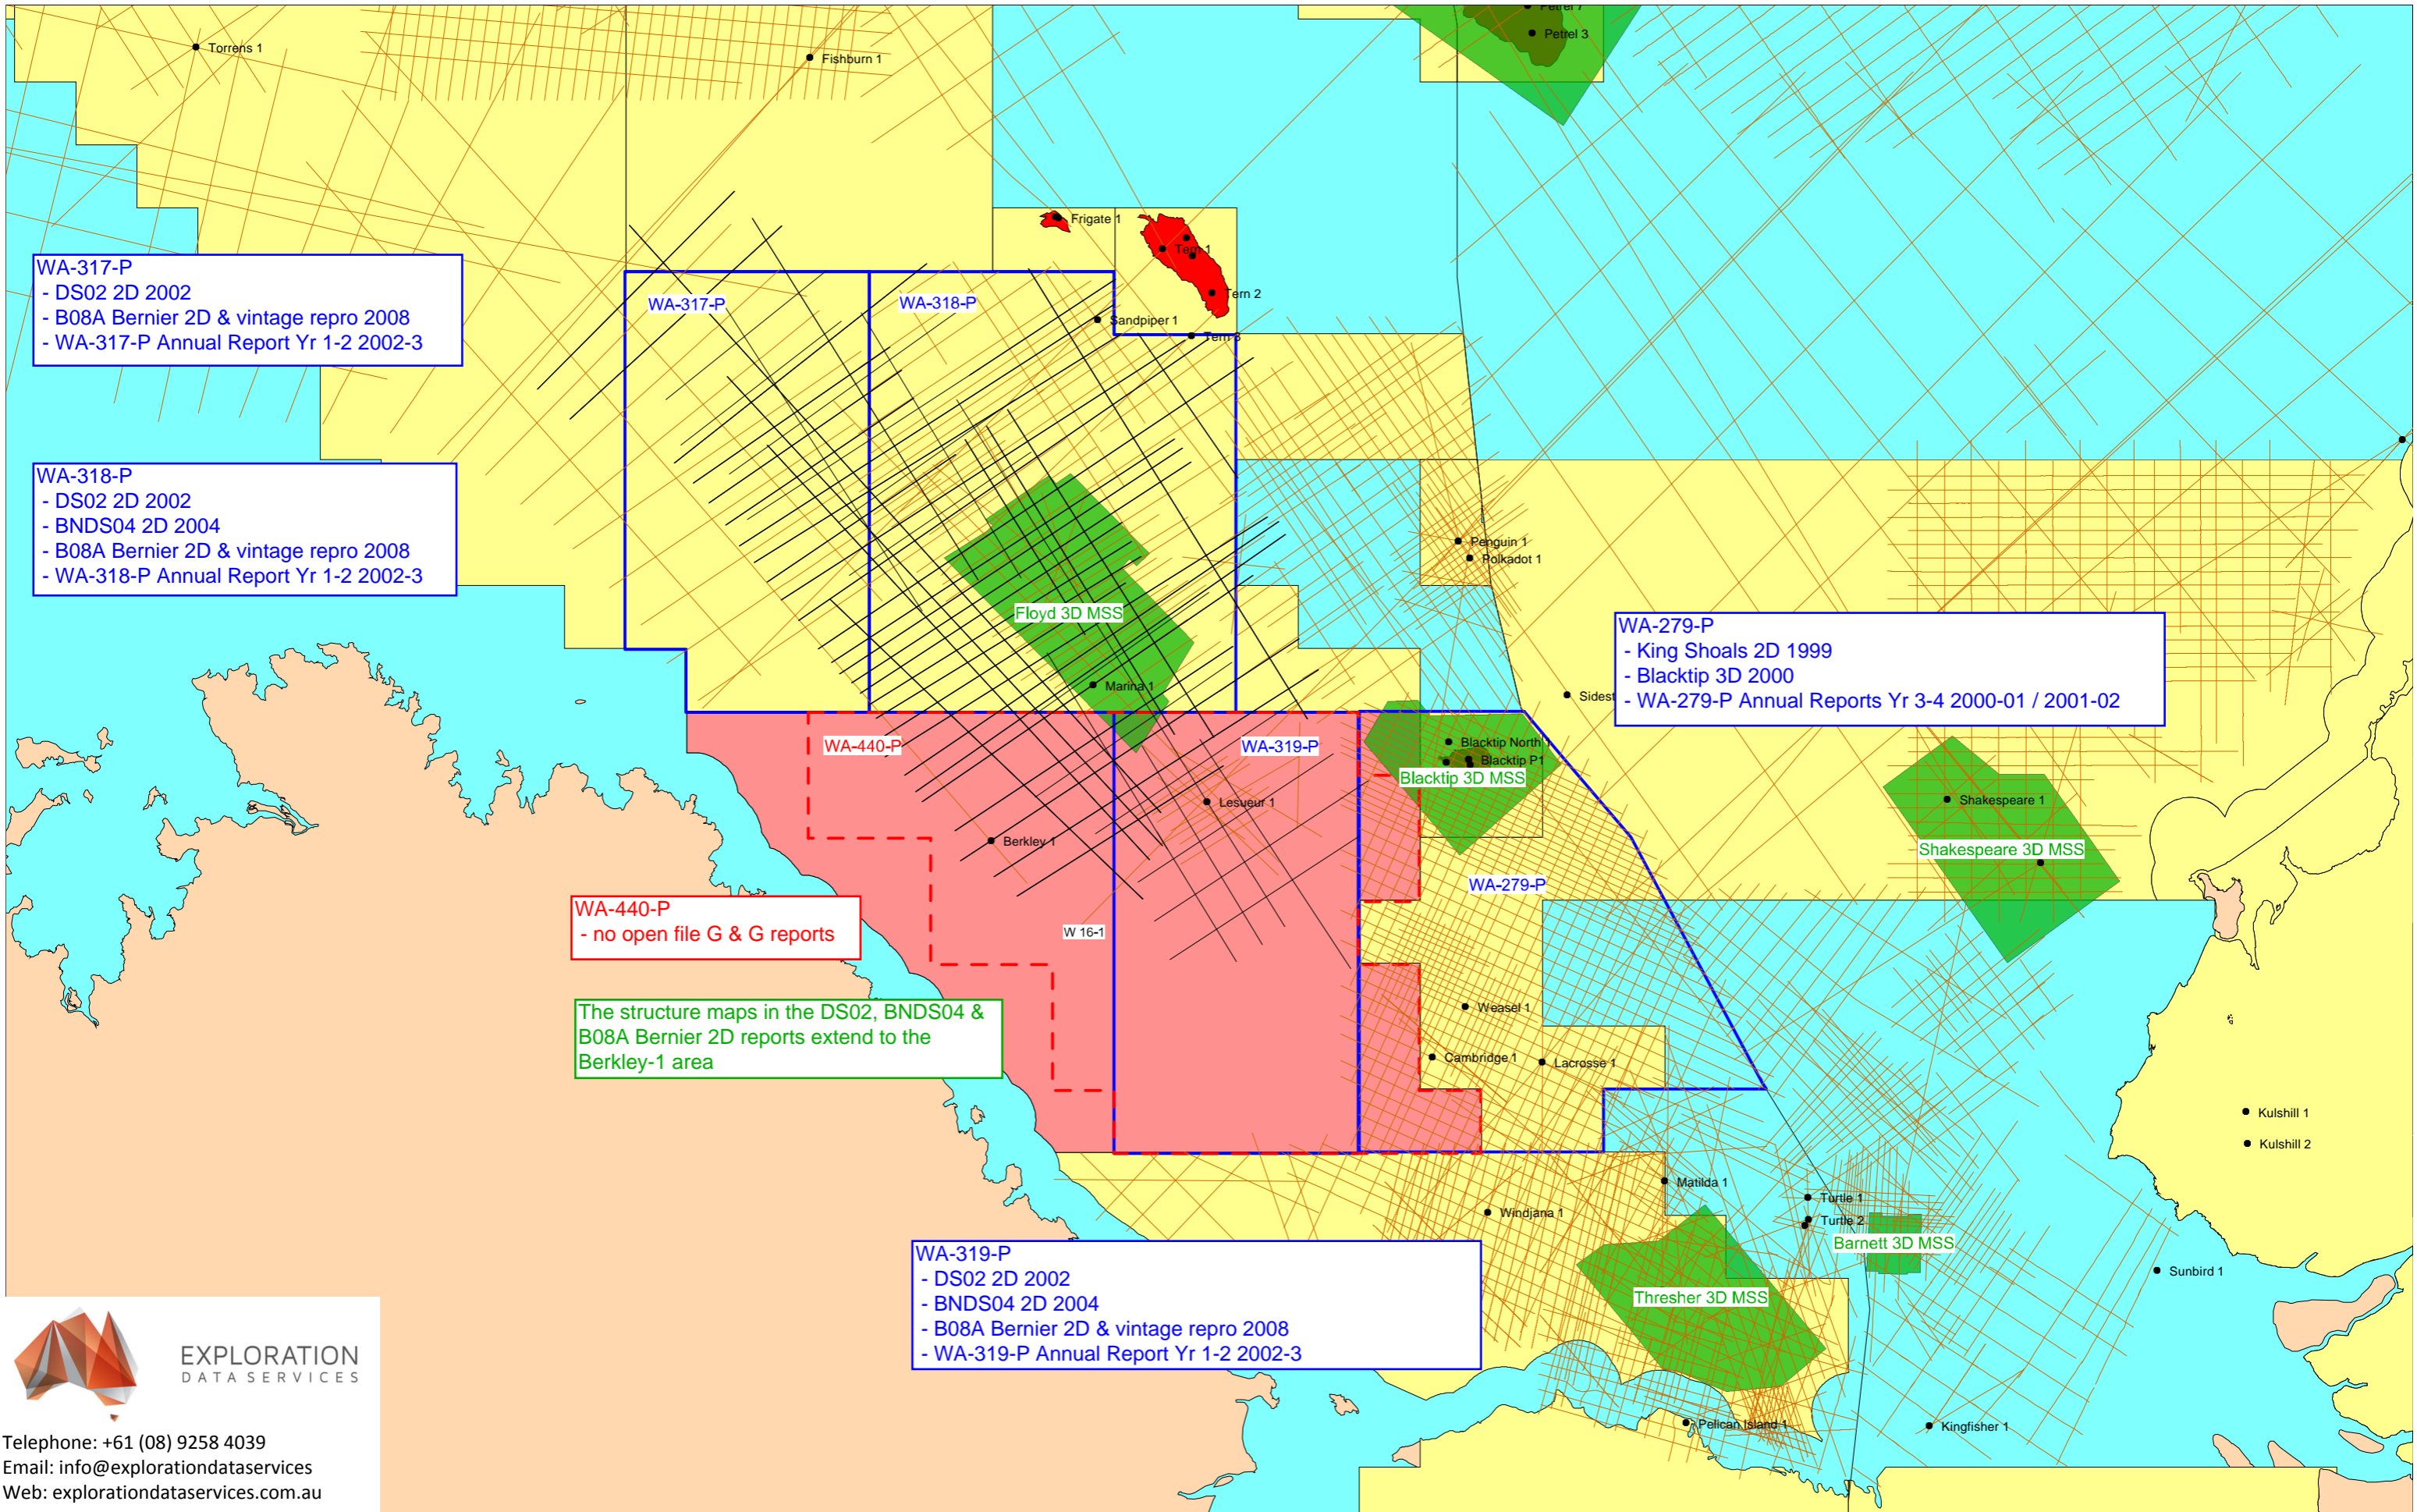 Petrel 7
Petrel 3
Torrens 1
Fishburn 1
Frigate 1
Tern 1
Tern 2
Tern 3
Sandpiper 1
WA-317-P
- DS02 2D 2002
- B08A Bernier 2D & vintage repro 2008
- WA-317-P Annual Report Yr 1-2 2002-3
WA-317-P
WA-318-P
WA-318-P
- DS02 2D 2002
- BNDS04 2D 2004
- B08A Bernier 2D & vintage repro 2008
- WA-318-P Annual Report Yr 1-2 2002-3
Penguin 1
Polkadot 1
Floyd 3D MSS
Marina 1
Sidest
WA-279-P
- King Shoals 2D 1999
- Blacktip 3D 2000
- WA-279-P Annual Reports Yr 3-4 2000-01 / 2001-02
WA-440-P
WA-319-P
Blacktip North 1
Blacktip P1
Blacktip 3D MSS
Lesueur 1
Berkley 1
Shakespeare 1
Shakespeare 3D MSS
WA-279-P
WA-440-P
- no open file G & G reports
W 16-1
The structure maps in the DS02, BNDS04 &
B08A Bernier 2D reports extend to the
Berkley-1 area
Weasel 1
Cambridge 1
Lacrosse 1
Kulshill 1
Kulshill 2
Matilda 1
Windjana 1
Turtle 1
Turtle 2
Barnett 3D MSS
Sunbird 1
WA-319-P
- DS02 2D 2002
- BNDS04 2D 2004
- B08A Bernier 2D & vintage repro 2008
- WA-319-P Annual Report Yr 1-2 2002-3
Thresher 3D MSS
Pelican Island 1
Kingfisher 1
EXPLORATION
DATA SERVICES
Telephone: +61 (08) 9258 4039
Email: info@explorationdataservices
Web: explorationdataservices.com.au